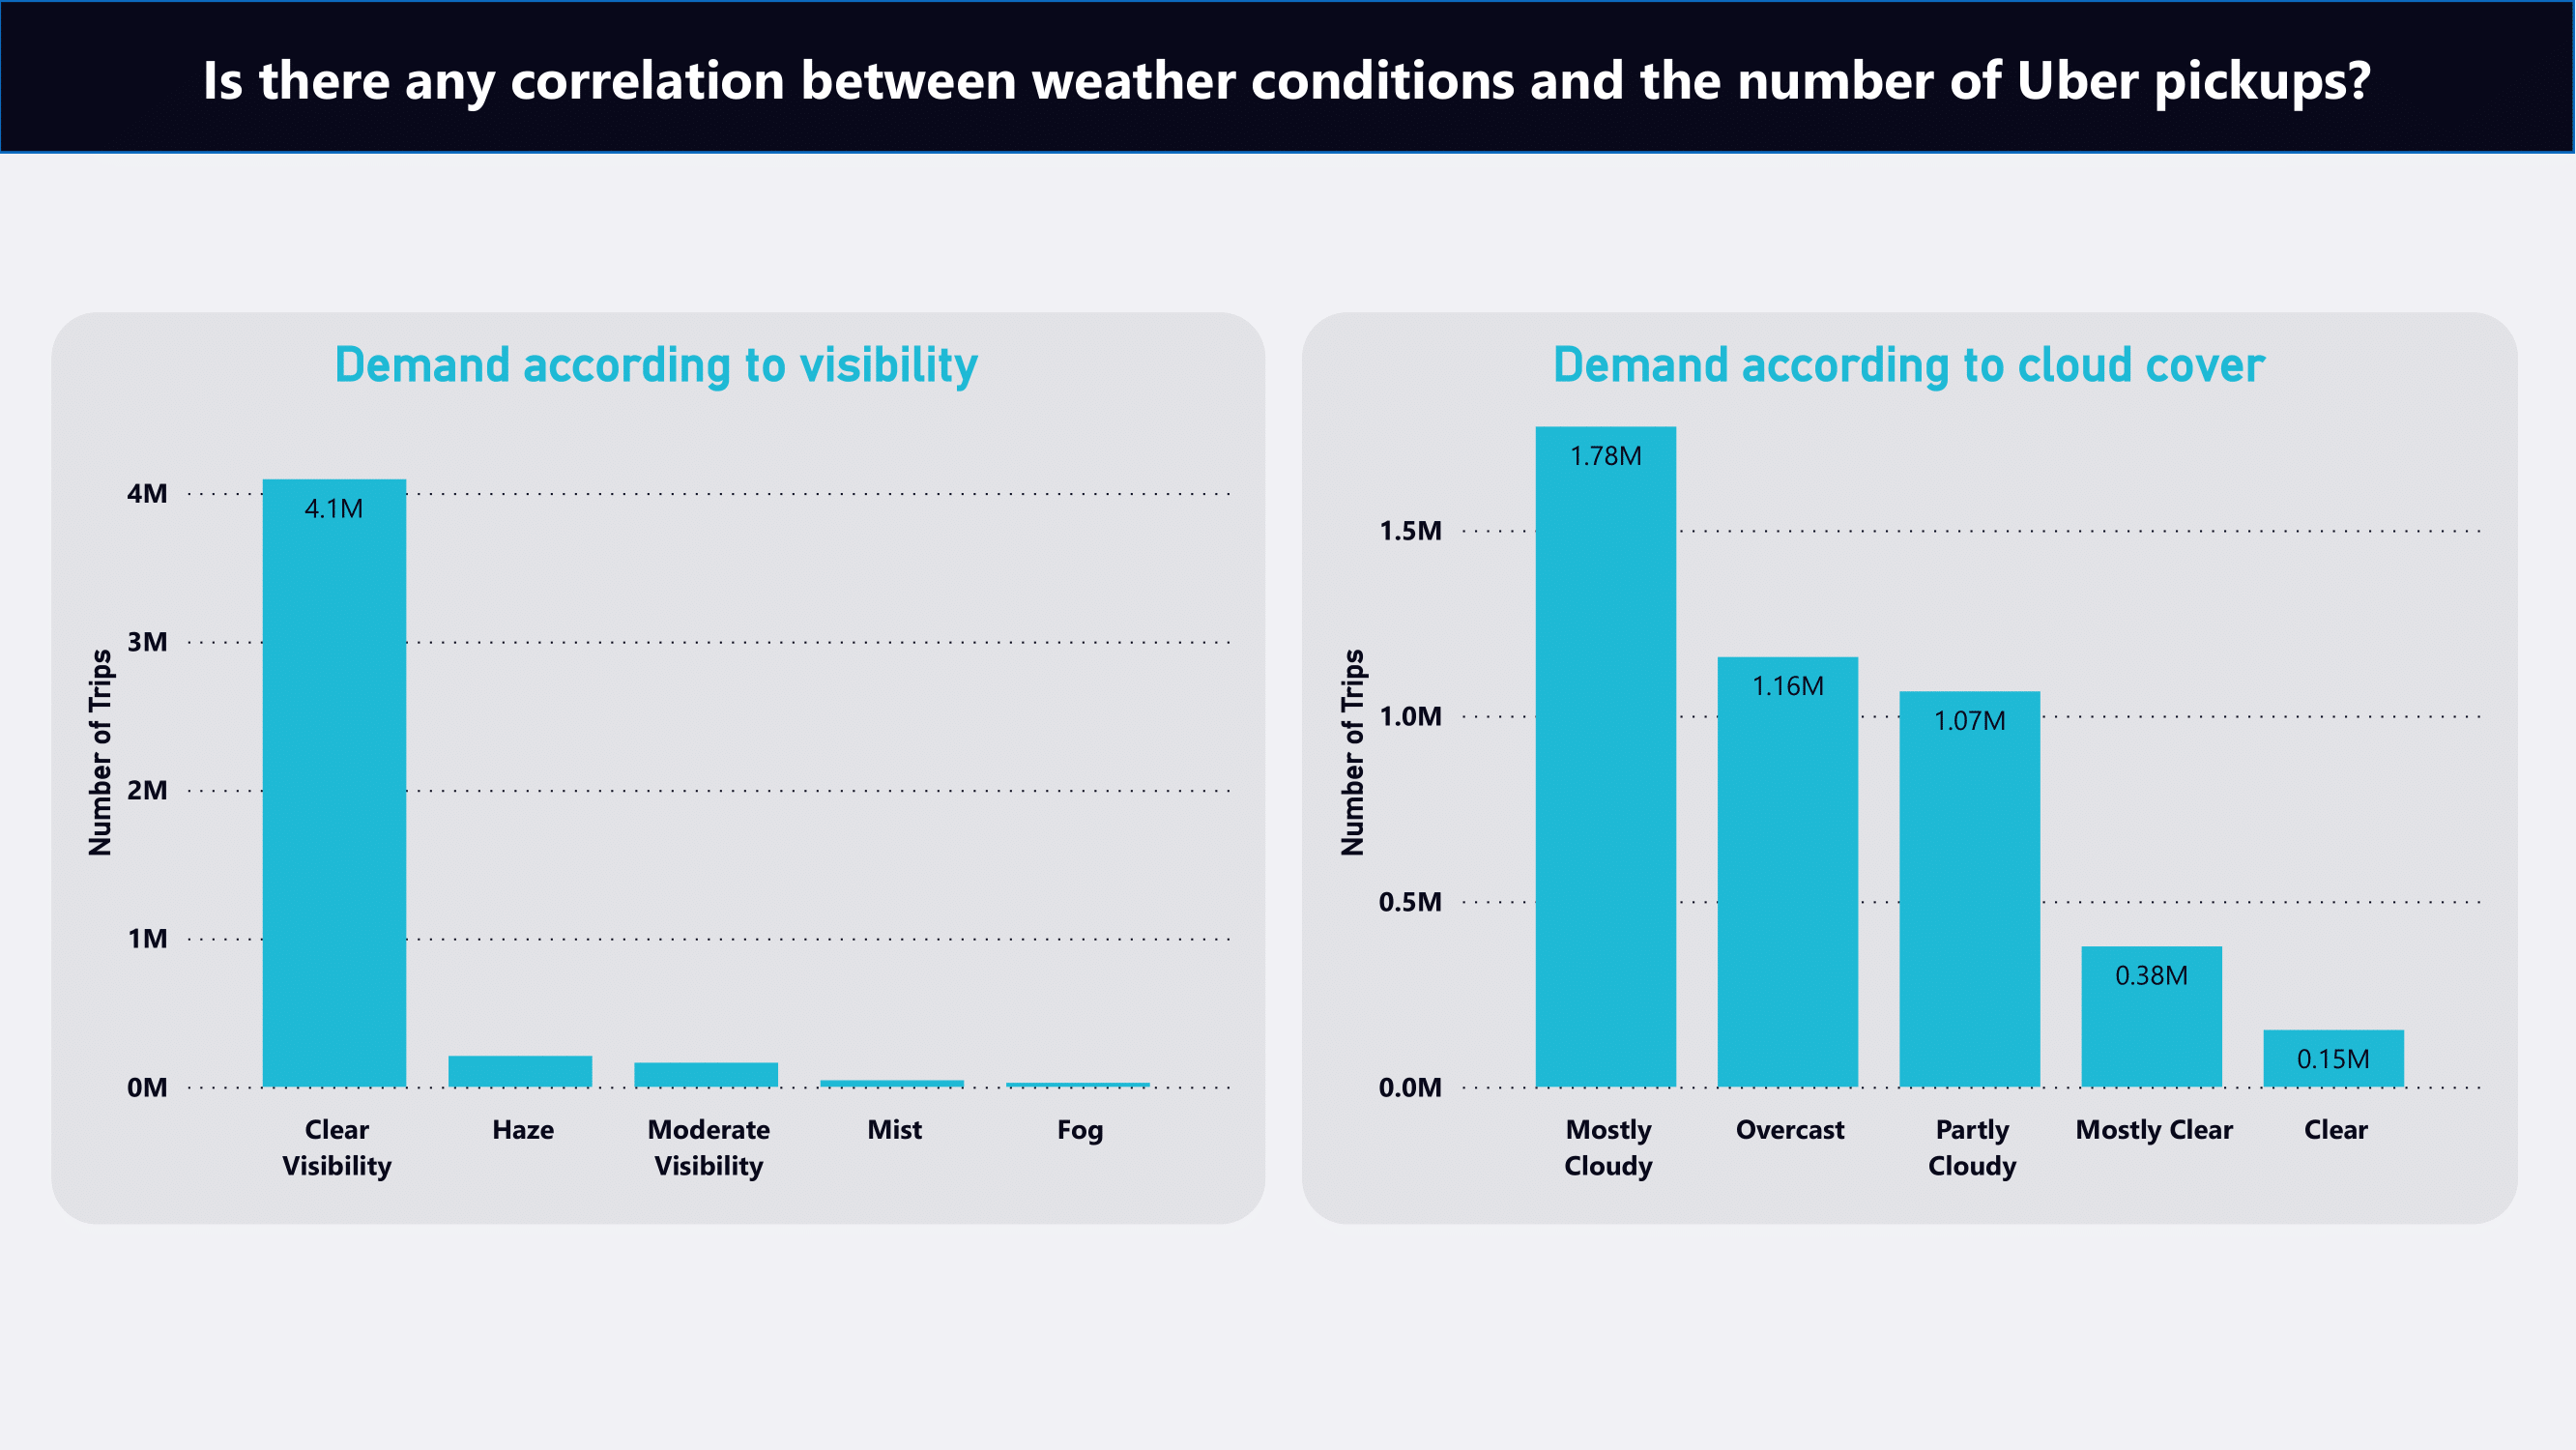 Is there any correlation between weather conditions and the number of Uber pickups?
Demand according to visibility
Number of Trips
4M
3M
2M
1M
0M
4.1M
Clear
Visibility
Haze
Moderate
Visibility
Mist
Fog
Demand according to cloud cover
Number of Trips
1.5M
1.0M
0.5M
0.0M
1.78M
1.16M
1.07M
0.38M
0.15M
Mostly
Cloudy
Overcast
Partly
Cloudy
Mostly Clear
Clear